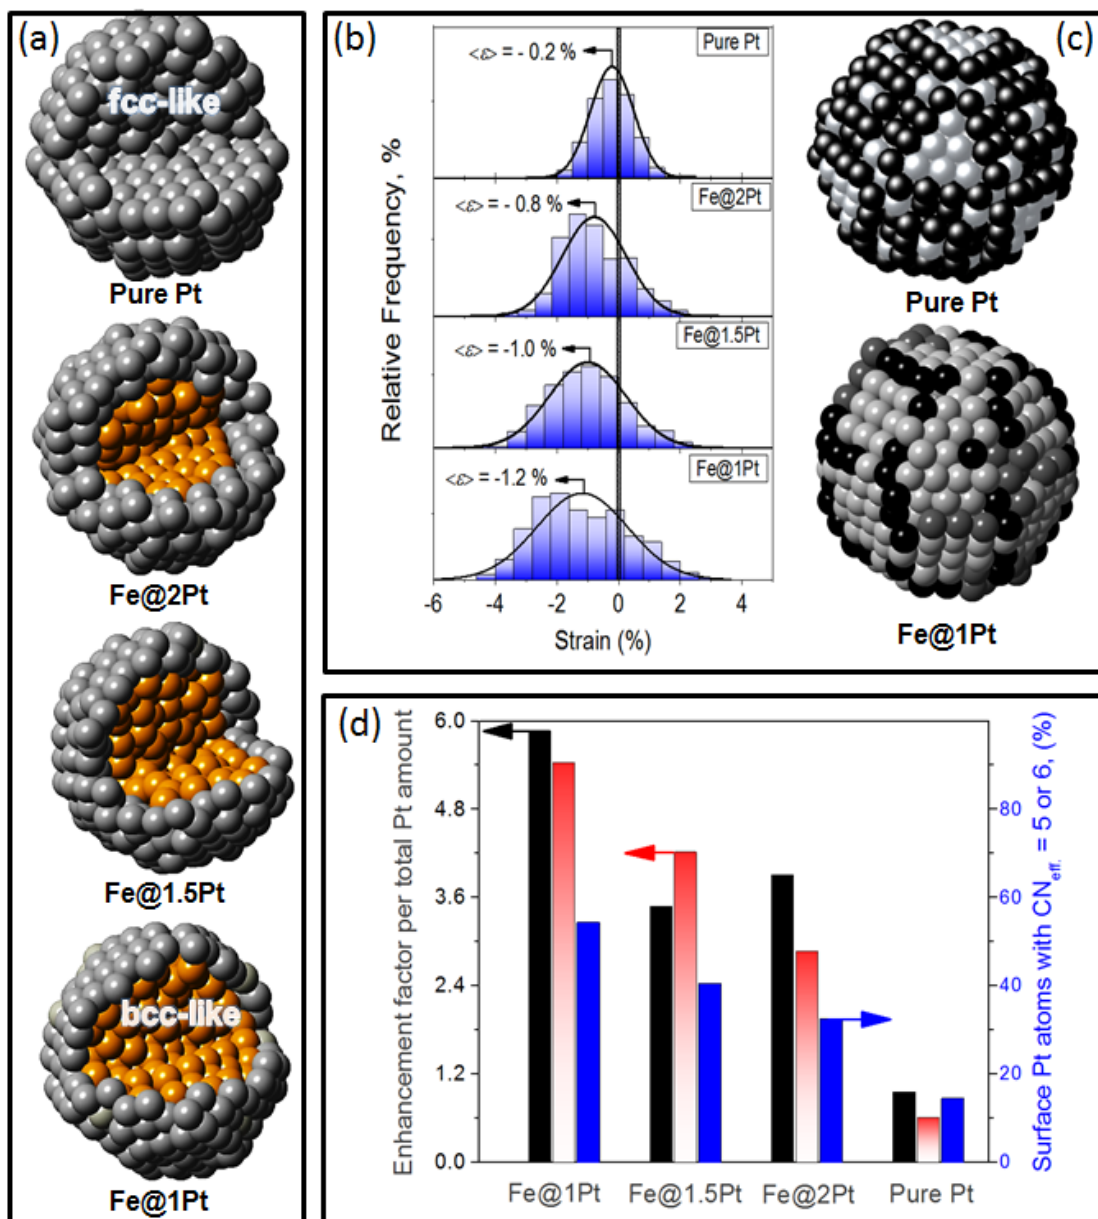 (a)
fcc-like
Pure Pt
Fe@2Pt
Fe@1.5Pt
bcc-like
Fe@1Pt
(b)
Relative Frequency, %
<ε> = - 0.2 %
Pure Pt
<ε> = - 0.8 %
Fe@2Pt
<ε> = -1.0 %
Fe@1.5Pt
<ε> = -1.2 %
Fe@1Pt
-6 -4 -2 0 2 4
Strain (%)
(c)
Pure Pt
Fe@1Pt
(d)
Enhancement factor per total Pt amount
6.0
4.8
3.6
2.4
1.2
0.0
80
60
40
20
0
Surface Pt atoms with CNeff. = 5 or 6, (%)
Fe@1Pt Fe@1.5Pt Fe@2Pt Pure Pt